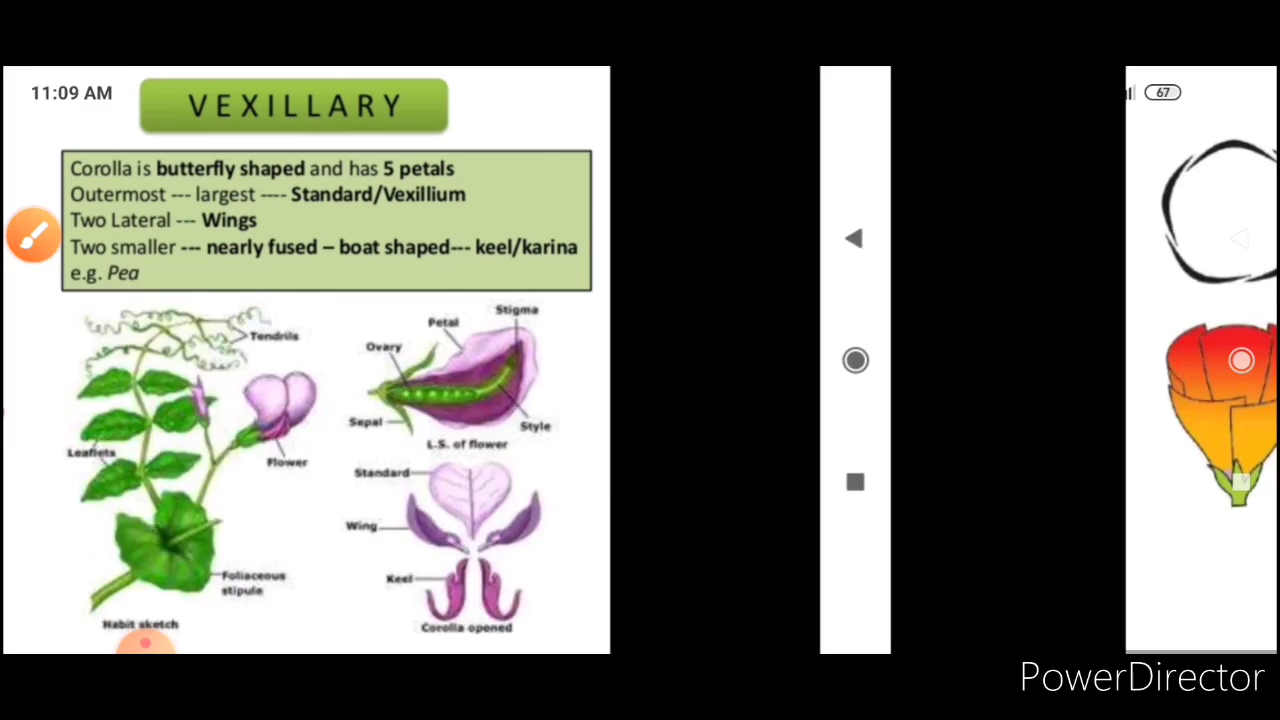 11:09 AM
VEXILLARY
67
Corolla is butterfly shaped and has 5 petals
Outermost --- largest ---- Standard/Vexillium
Two Lateral --- Wings
Two smaller --- nearly fused – boat shaped--- keel/karina
e.g. Pea
Tendrils
Leaflets
Flower
Foliaceous
stipule
Habit sketch
Stigma
Petal
Ovary
Sepal
Style
L.S. of flower
Standard
Wing
Keel
Corolla opened
PowerDirector